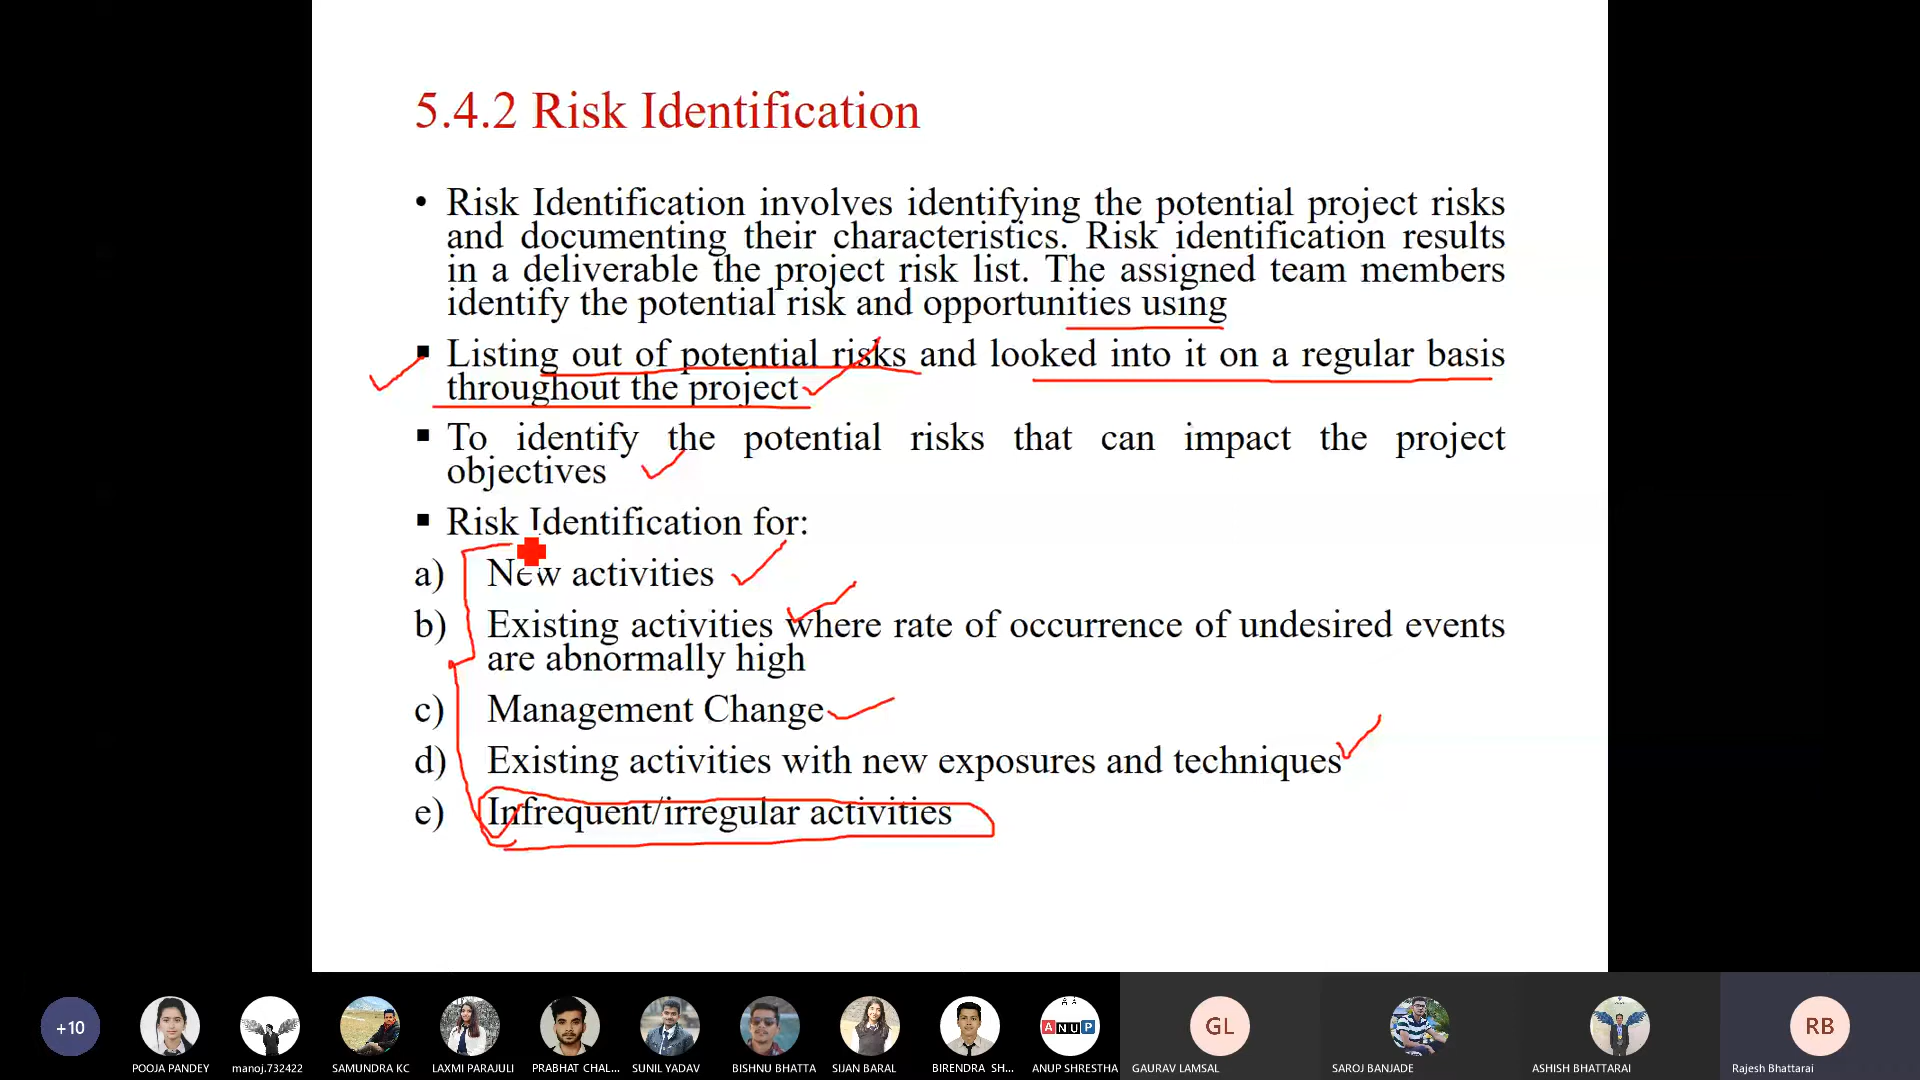 5.4.2 Risk Identification
• Risk Identification involves identifying the potential project risks
and documenting their characteristics. Risk identification results
in a deliverable the project risk list. The assigned team members
identify the potential risk and opportunities using
▪ Listing out of potential risks and looked into it on a regular basis
throughout the project
▪ To identify the potential risks that can impact the project
objectives
▪ Risk Identification for:
a) New activities
b) Existing activities where rate of occurrence of undesired events
are abnormally high
c) Management Change
d) Existing activities with new exposures and techniques
e) Infrequent/irregular activities
+10
ANUP
GL
RB
POOJA PANDEY
manoj.732422
SAMUNDRA KC
LAXMI PARAJULI
PRABHAT CHAL...
SUNIL YADAV
BISHNU BHATTA
SIJAN BARAL
BIRENDRA SH...
ANUP SHRESTHA
GAURAV LAMSAL
SAROJ BANJADE
ASHISH BHATTARAI
Rajesh Bhattarai